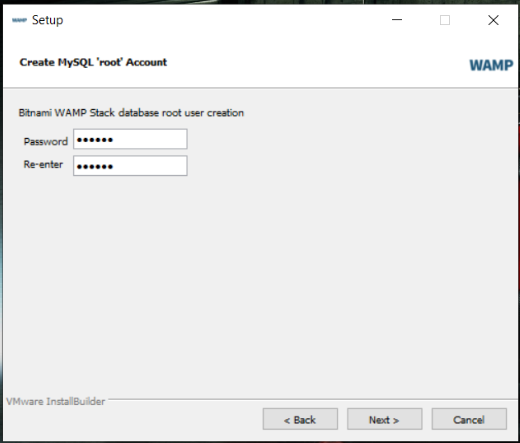 WAMP Setup
Create MySQL 'root' Account
WAMP
Bitnami WAMP Stack database root user creation
Password ••••••
Re-enter ••••••
VMware InstallBuilder
< Back Next > Cancel